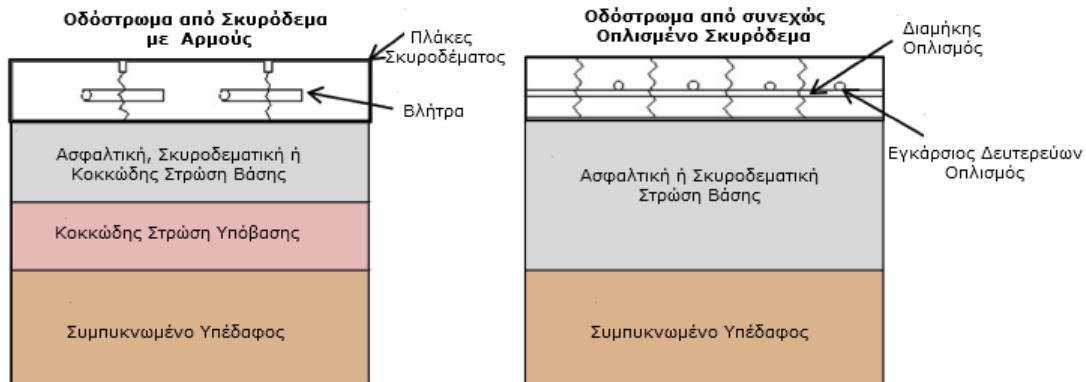 Οδόστρωμα από Σκυρόδεμα
με Αρμούς
Πλάκες
Σκυροδέματος
Βλήτρα
Ασφαλτική, Σκυροδεματική ή
Κοκκώδης Στρώση Βάσης
Κοκκώδης Στρώση Υπόβασης
Συμπυκνωμένο Υπέδαφος
Οδόστρωμα από συνεχώς
Οπλισμένο Σκυρόδεμα
Διαμήκης
Οπλισμός
Εγκάρσιος Δευτερεύων
Οπλισμός
Ασφαλτική ή Σκυροδεματική
Στρώση Βάσης
Συμπυκνωμένο Υπέδαφος